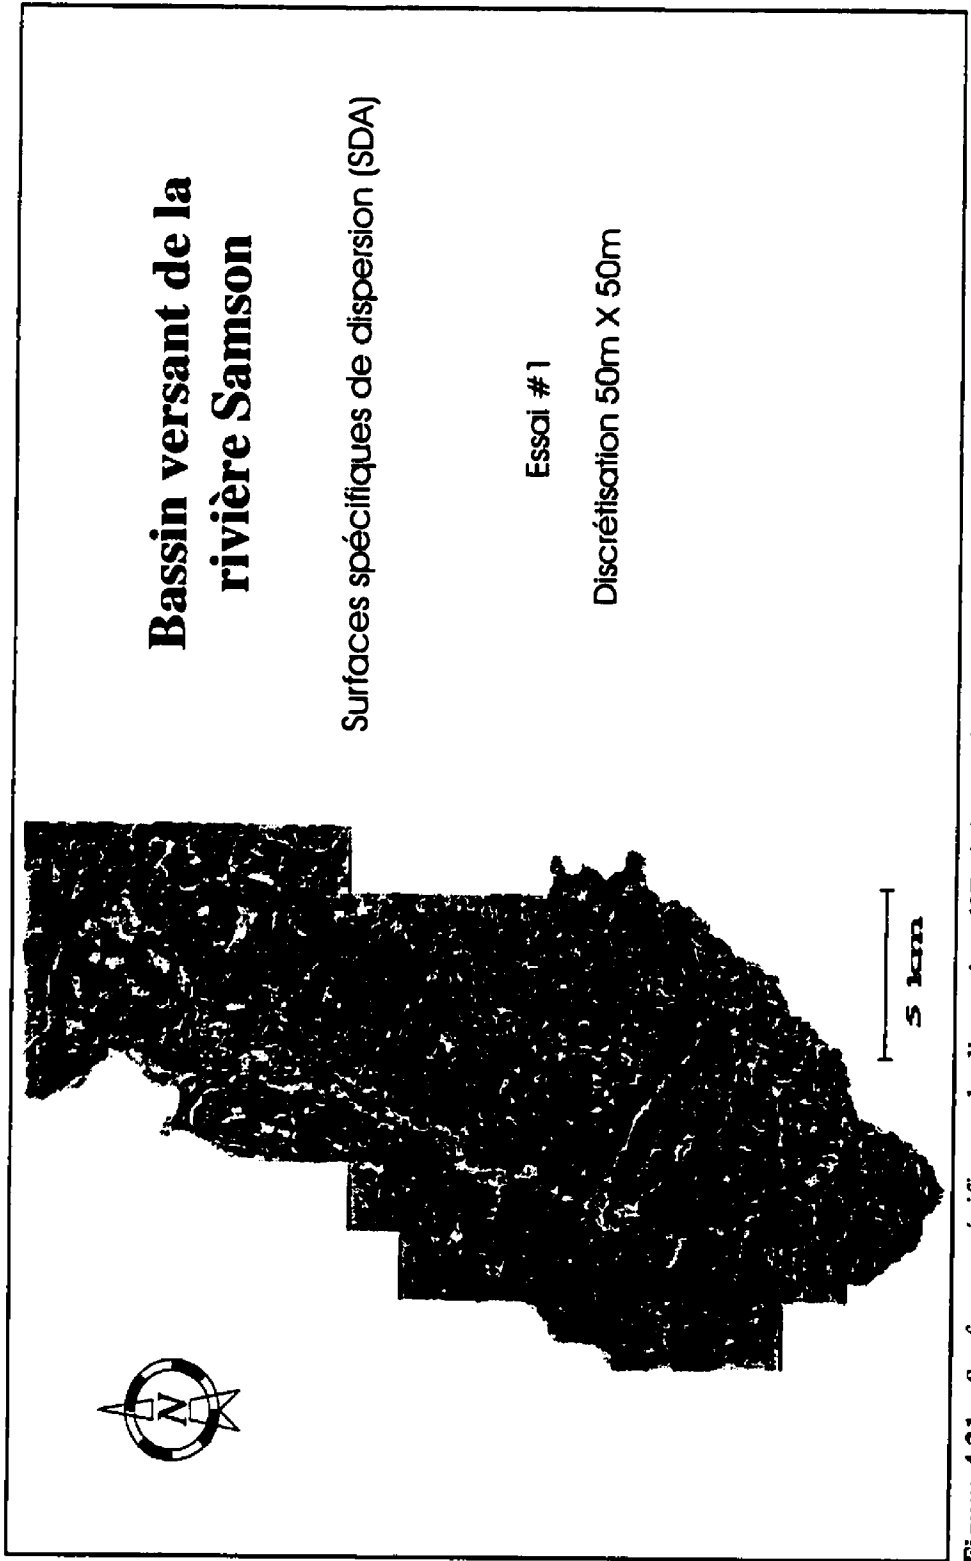 Bassin versant de la
rivière Samson
Surfaces spécifiques de dispersion (SDA)
Essai #1
Discrétisation 50m X 50m
N
5 km